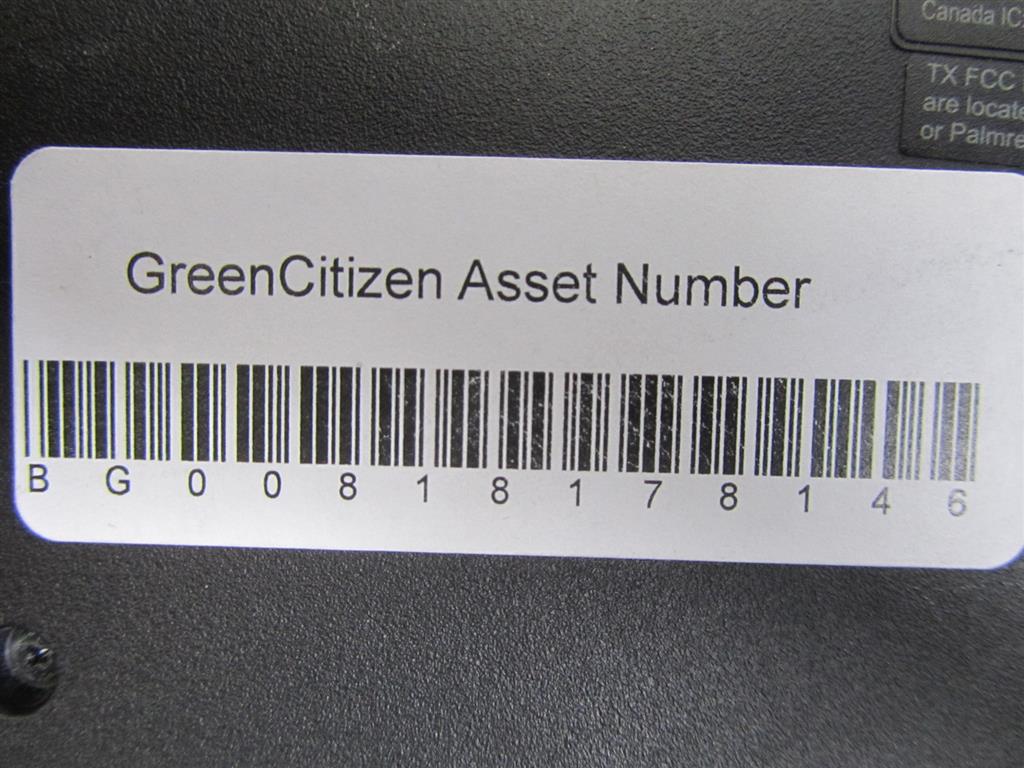 Canada IC
TX FCC
are locate
or Palmre
GreenCitizen Asset Number
B G 0 0 8 1 8 1 7 8 1 4 6